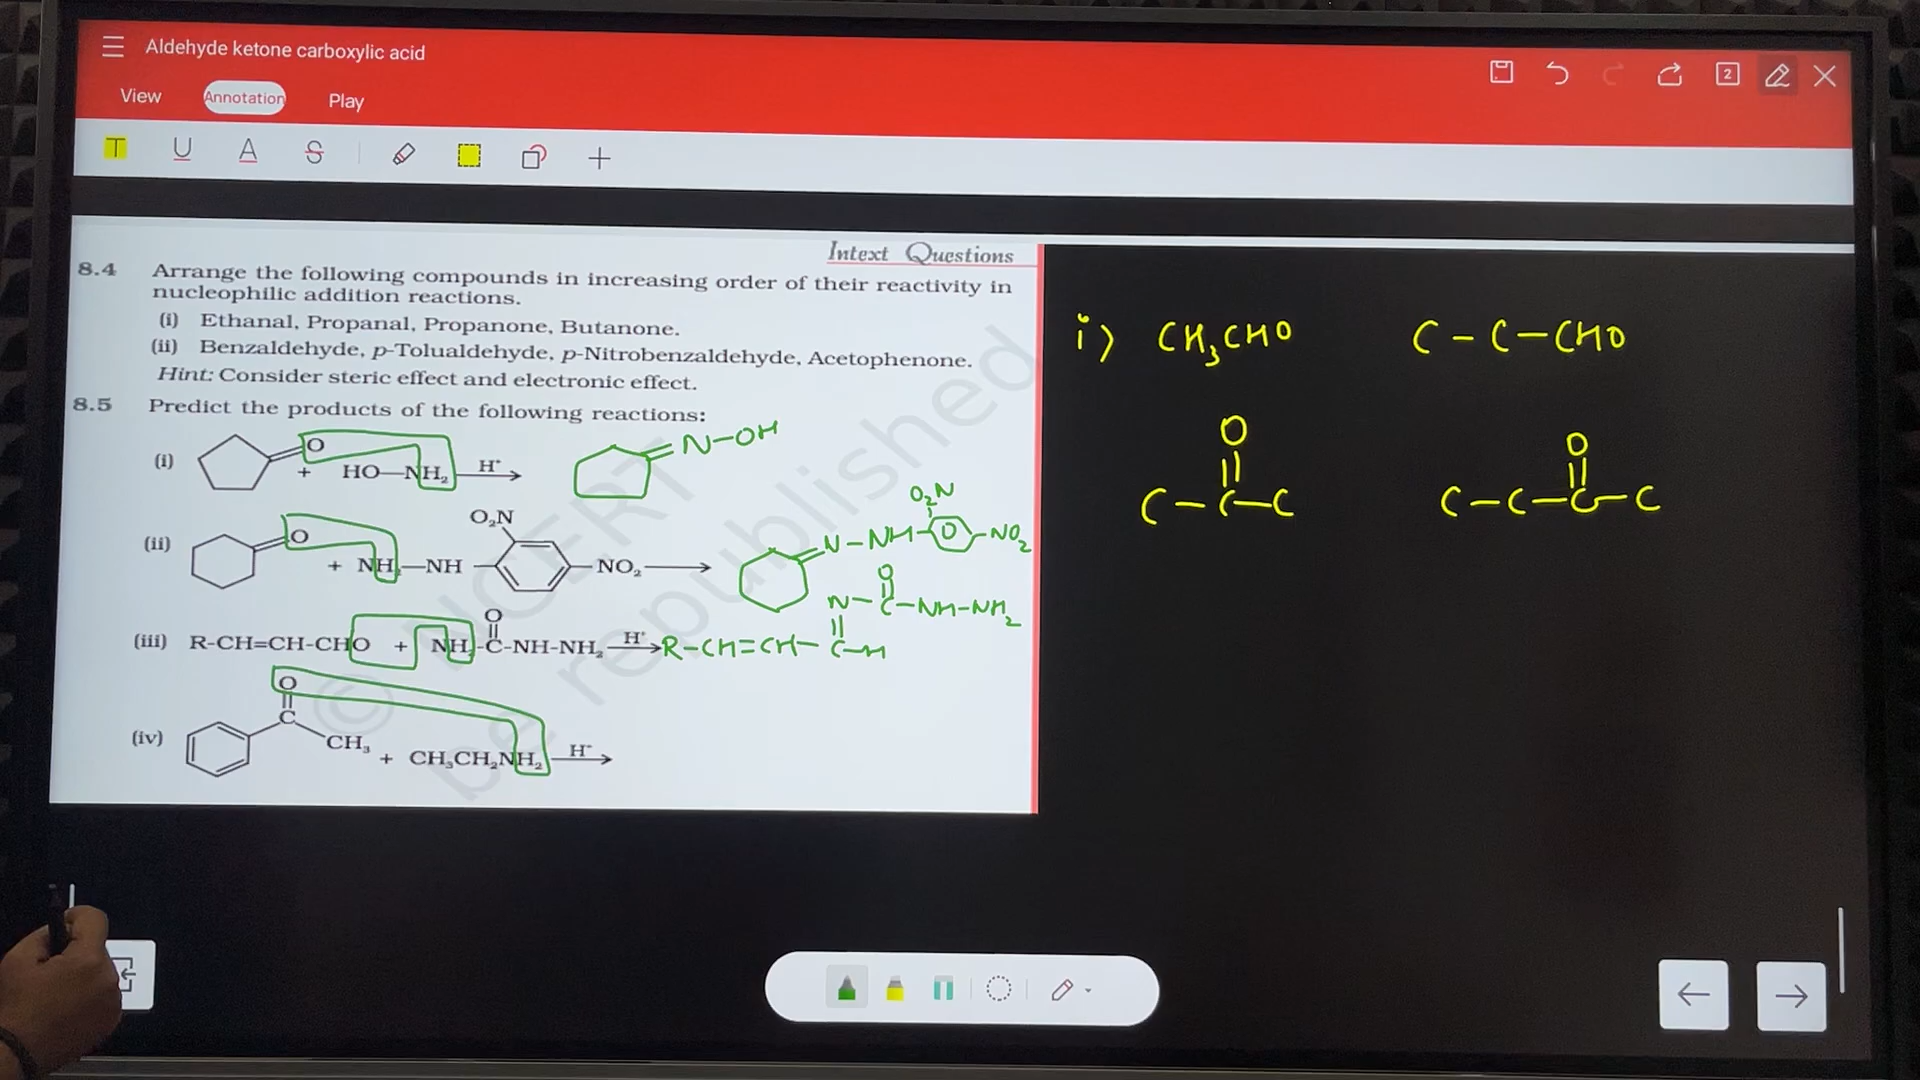 Aldehyde ketone carboxylic acid
View Annotation Play
2
T U A S
Intext Questions
8.4 Arrange the following compounds in increasing order of their reactivity in
nucleophilic addition reactions.
(i) Ethanal, Propanal, Propanone, Butanone.
(ii) Benzaldehyde, p-Tolualdehyde, p-Nitrobenzaldehyde, Acetophenone.
Hint: Consider steric effect and electronic effect.
8.5 Predict the products of the following reactions:
(i) O + HO—NH₂ H⁺ N-OH
(ii) O + NH₂—NH O₂N NO₂ N-NH O₂N O NO₂
(iii) R-CH=CH-CHO + NH₂-C-NH-NH₂ H⁺ R-CH=CH-C-H
O
O
N-C-NH-NH₂
(iv) O
C
CH₃ + CH₃CH₂NH₂ H⁺
© NCERT
be republished
i) CH₃CHO C-C-CHO
O O
C-C-C C-C-C-C